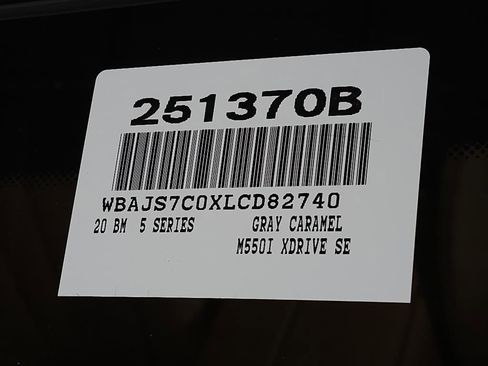 251370B
WBAJS7C0XLCD82740
20 BM 5 SERIES GRAY CARAMEL
M550I XDRIVE SE